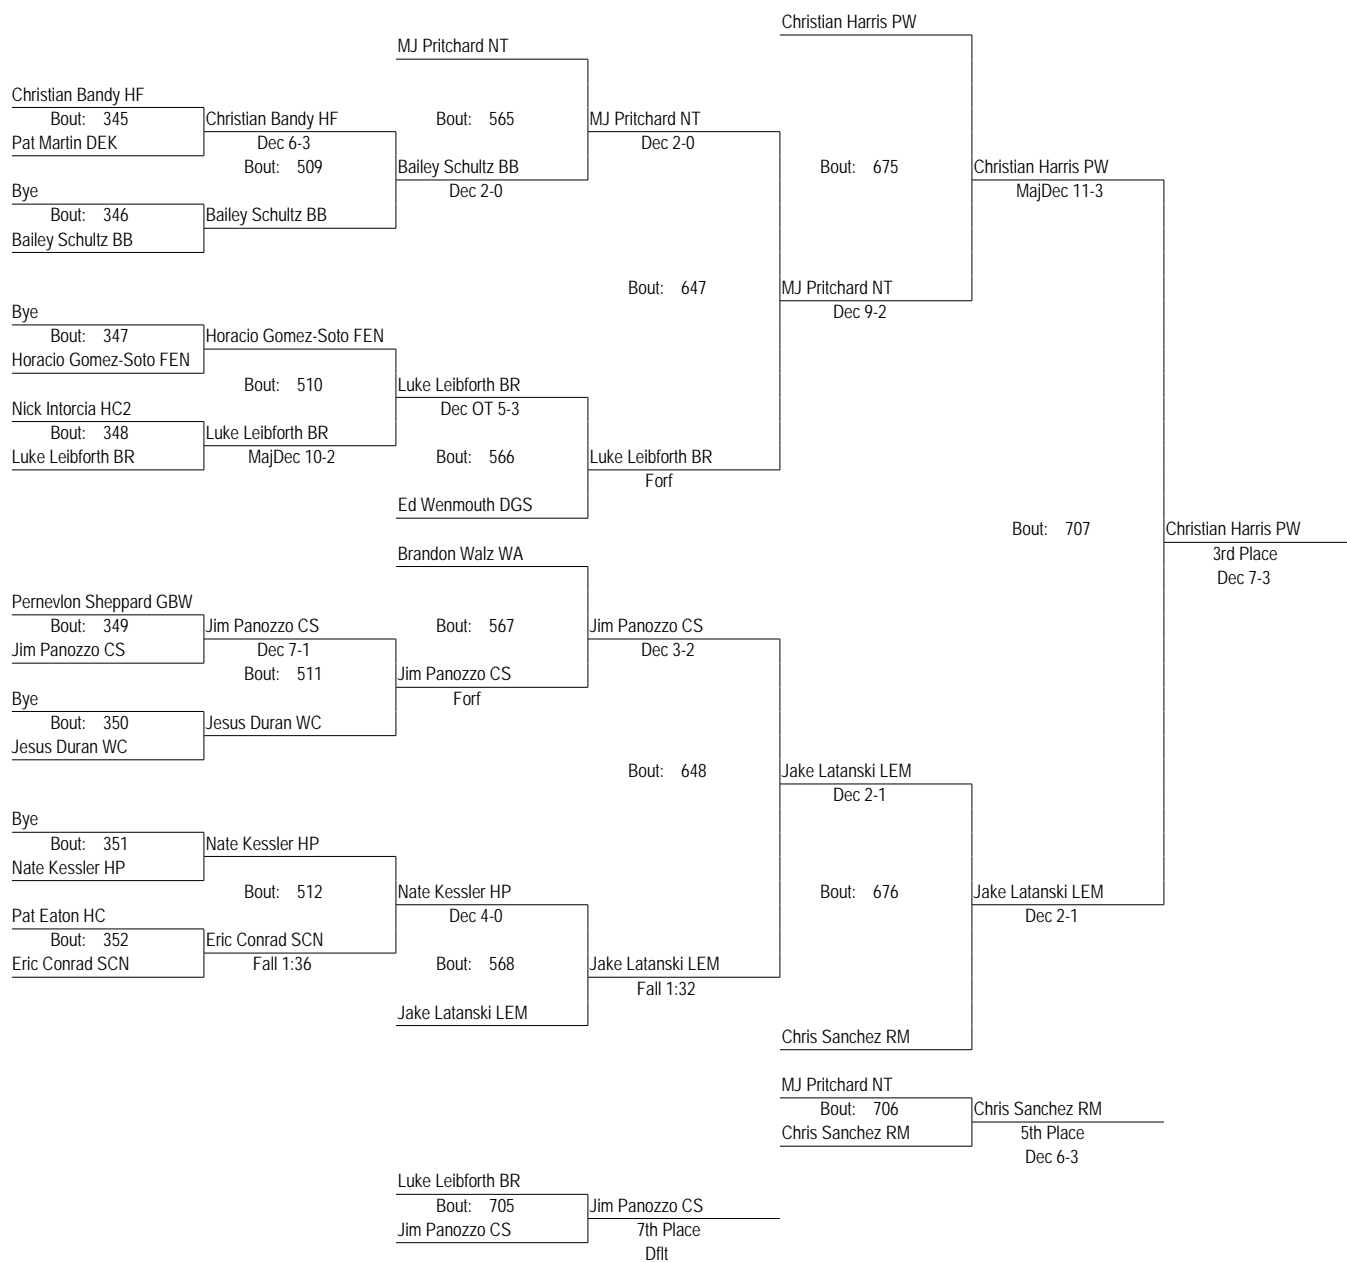 Christian Harris PW
MJ Pritchard NT
Christian Bandy HF
Bout: 345
Pat Martin DEK
Christian Bandy HF
Dec 6-3
Bout: 509
Bout: 565
MJ Pritchard NT
Dec 2-0
Bailey Schultz BB
Dec 2-0
Bout: 675
Christian Harris PW
MajDec 11-3
Bye
Bout: 346
Bailey Schultz BB
Bailey Schultz BB
Bout: 647
MJ Pritchard NT
Dec 9-2
Bye
Bout: 347
Horacio Gomez-Soto FEN
Horacio Gomez-Soto FEN
Bout: 510
Luke Leibforth BR
Dec OT 5-3
Nick Intorcia HC2
Bout: 348
Luke Leibforth BR
Luke Leibforth BR
MajDec 10-2
Bout: 566
Luke Leibforth BR
Forf
Ed Wenmouth DGS
Bout: 707
Christian Harris PW
3rd Place
Dec 7-3
Brandon Walz WA
Pernevlon Sheppard GBW
Bout: 349
Jim Panozzo CS
Jim Panozzo CS
Dec 7-1
Bout: 511
Bout: 567
Jim Panozzo CS
Dec 3-2
Jim Panozzo CS
Forf
Bye
Bout: 350
Jesus Duran WC
Jesus Duran WC
Bout: 648
Jake Latanski LEM
Dec 2-1
Bye
Bout: 351
Nate Kessler HP
Nate Kessler HP
Bout: 512
Nate Kessler HP
Dec 4-0
Bout: 676
Jake Latanski LEM
Dec 2-1
Pat Eaton HC
Bout: 352
Eric Conrad SCN
Eric Conrad SCN
Fall 1:36
Bout: 568
Jake Latanski LEM
Fall 1:32
Jake Latanski LEM
Chris Sanchez RM
MJ Pritchard NT
Bout: 706
Chris Sanchez RM
Chris Sanchez RM
5th Place
Dec 6-3
Luke Leibforth BR
Bout: 705
Jim Panozzo CS
Jim Panozzo CS
7th Place
Dflt